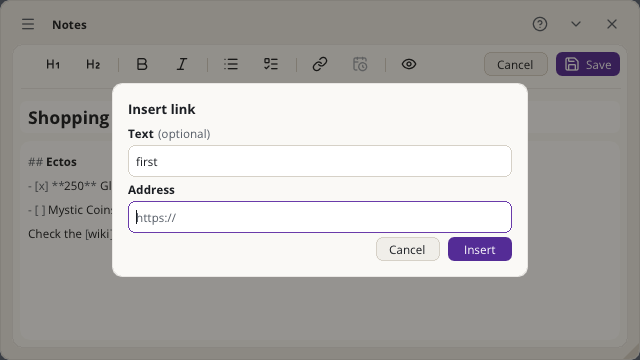 Notes
H1 H2 B I Cancel Save
Shopping
Insert link
Text (optional)
first
Address
https://
Cancel Insert
## Ectos
- [x] **250** Gl
- [ ] Mystic Coins
Check the [wiki]